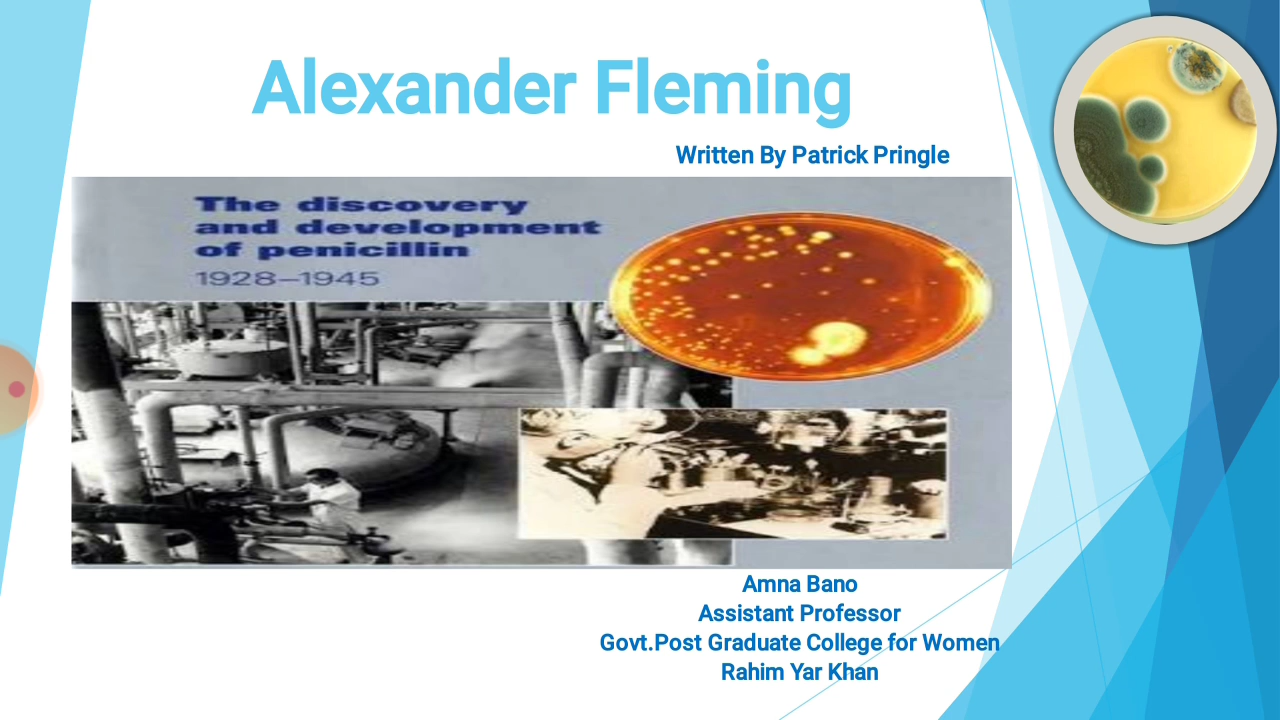 Alexander Fleming
Written By Patrick Pringle
The discovery
and development
of penicillin
1928–1945
Amna Bano
Assistant Professor
Govt.Post Graduate College for Women
Rahim Yar Khan